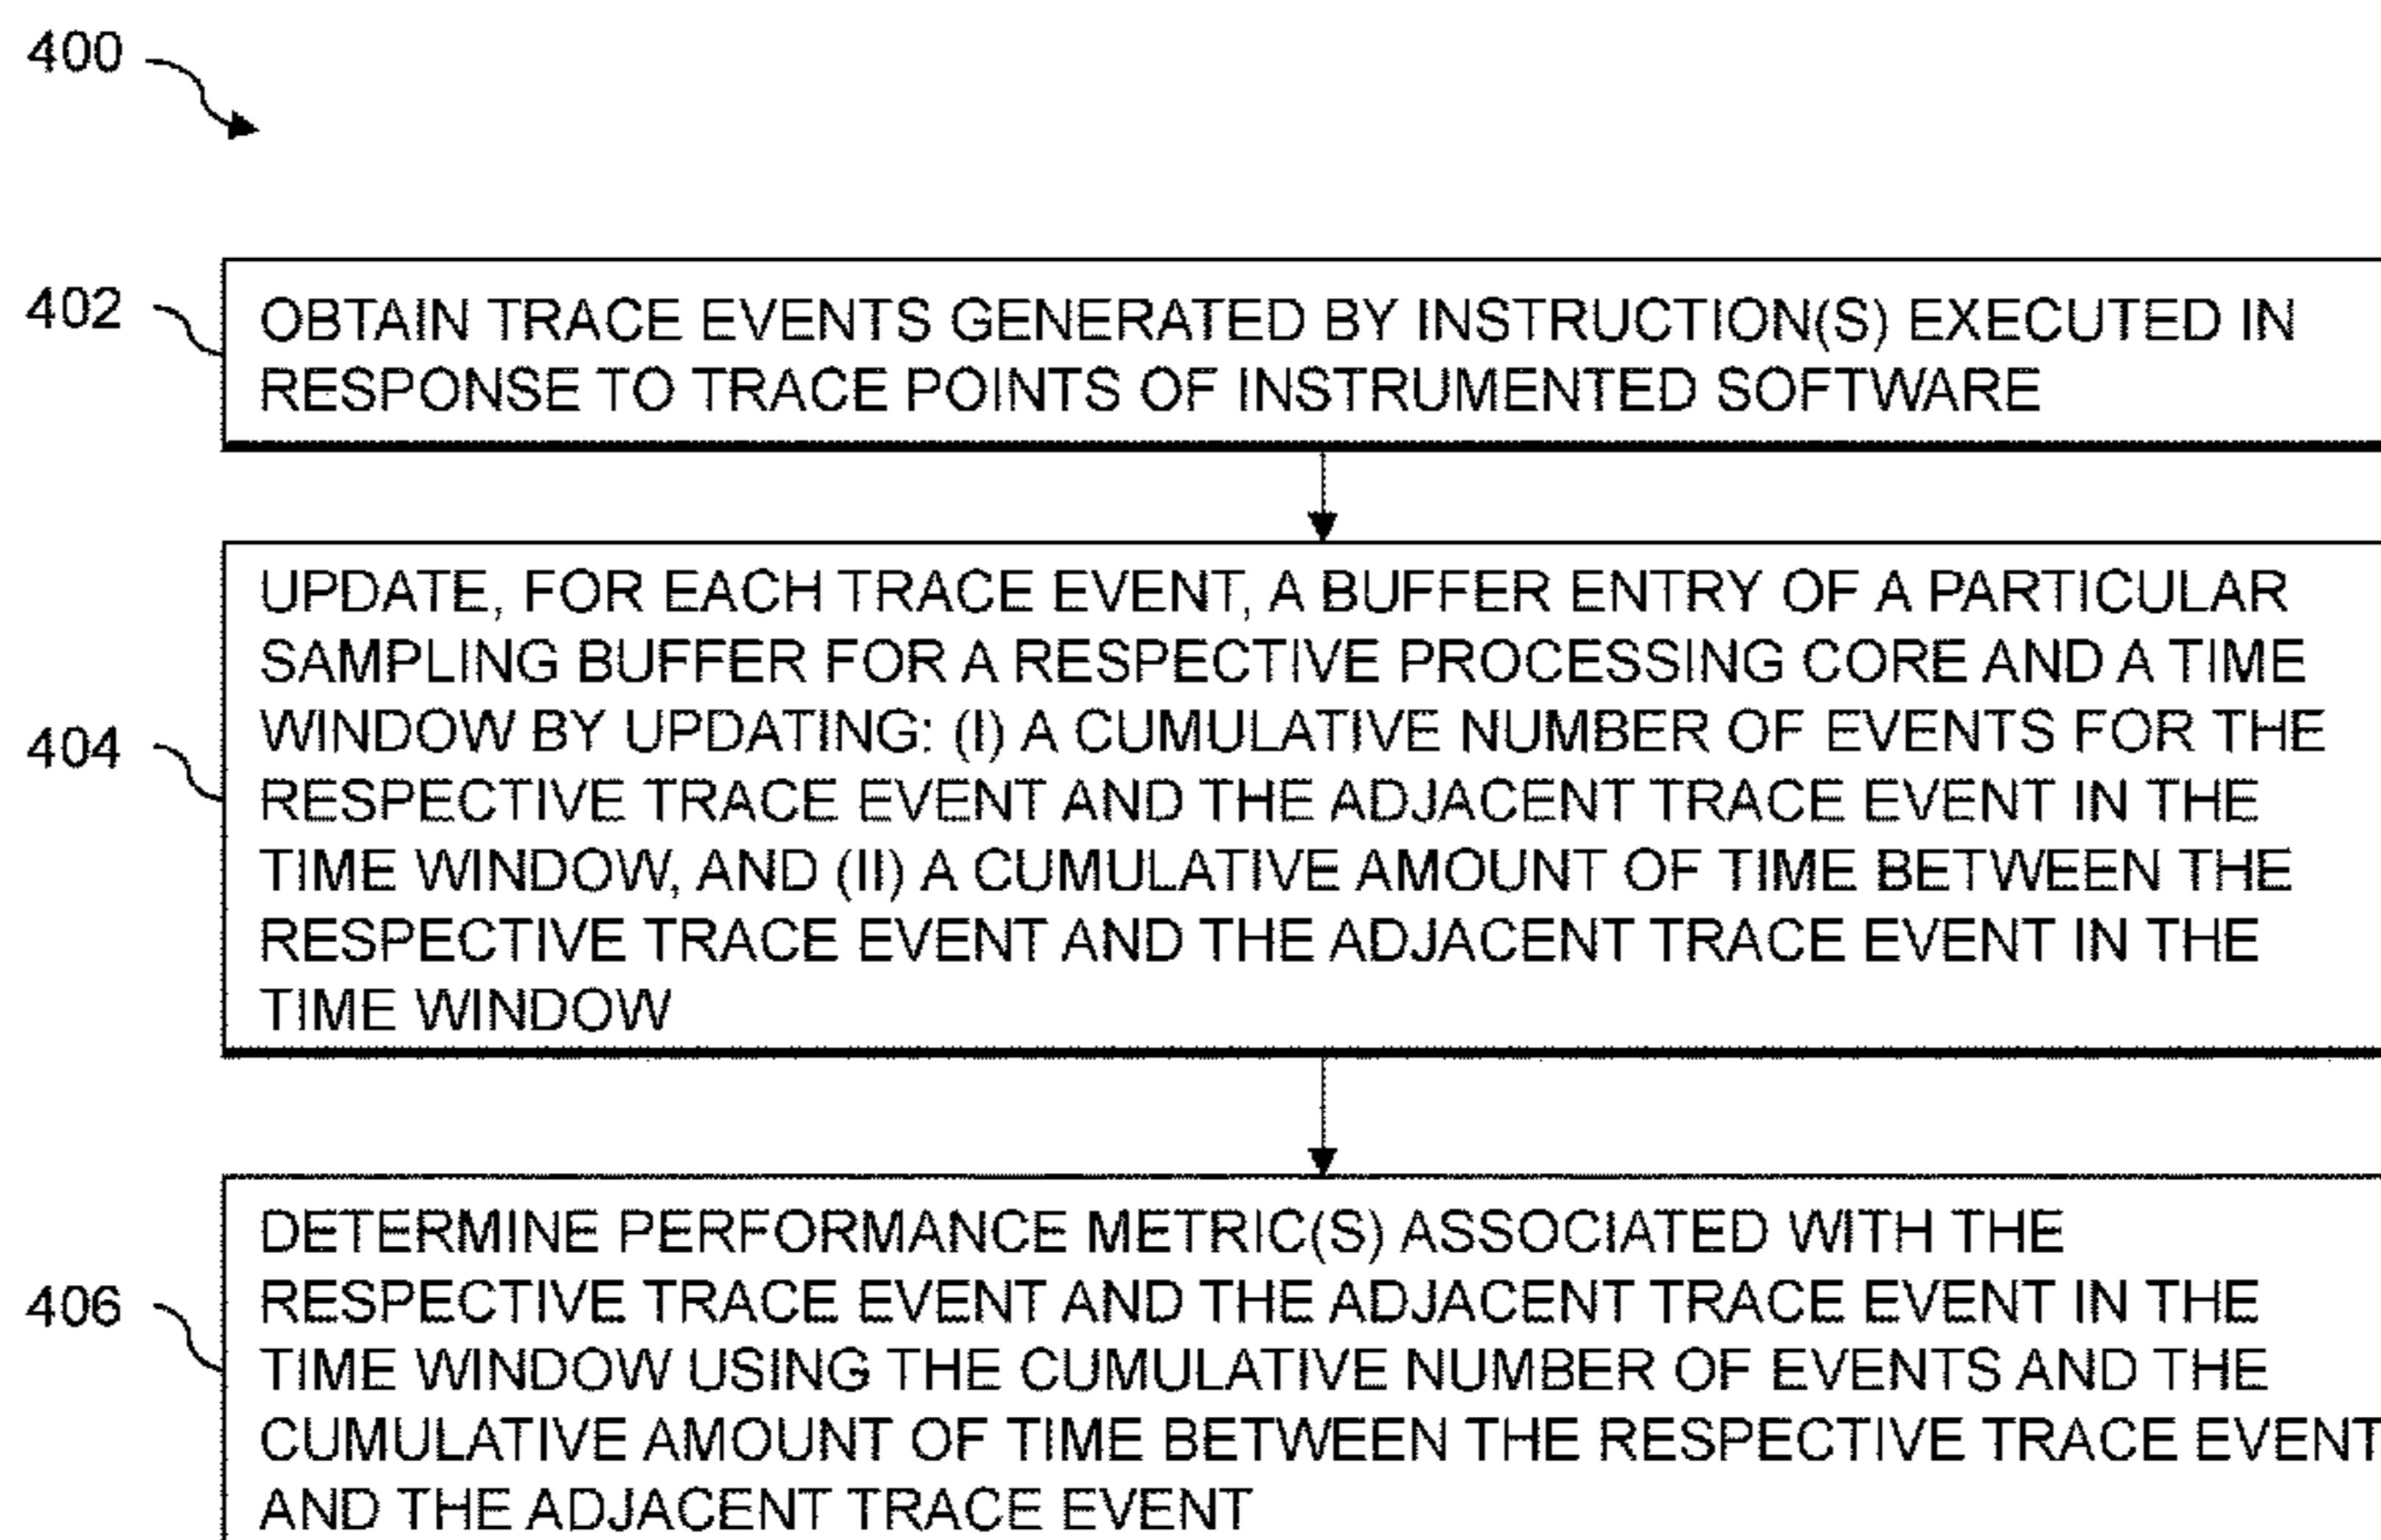 400
402
OBTAIN TRACE EVENTS GENERATED BY INSTRUCTION(S) EXECUTED IN
RESPONSE TO TRACE POINTS OF INSTRUMENTED SOFTWARE
404
UPDATE, FOR EACH TRACE EVENT, A BUFFER ENTRY OF A PARTICULAR
SAMPLING BUFFER FOR A RESPECTIVE PROCESSING CORE AND A TIME
WINDOW BY UPDATING: (I) A CUMULATIVE NUMBER OF EVENTS FOR THE
RESPECTIVE TRACE EVENT AND THE ADJACENT TRACE EVENT IN THE
TIME WINDOW, AND (II) A CUMULATIVE AMOUNT OF TIME BETWEEN THE
RESPECTIVE TRACE EVENT AND THE ADJACENT TRACE EVENT IN THE
TIME WINDOW
406
DETERMINE PERFORMANCE METRIC(S) ASSOCIATED WITH THE
RESPECTIVE TRACE EVENT AND THE ADJACENT TRACE EVENT IN THE
TIME WINDOW USING THE CUMULATIVE NUMBER OF EVENTS AND THE
CUMULATIVE AMOUNT OF TIME BETWEEN THE RESPECTIVE TRACE EVENT
AND THE ADJACENT TRACE EVENT